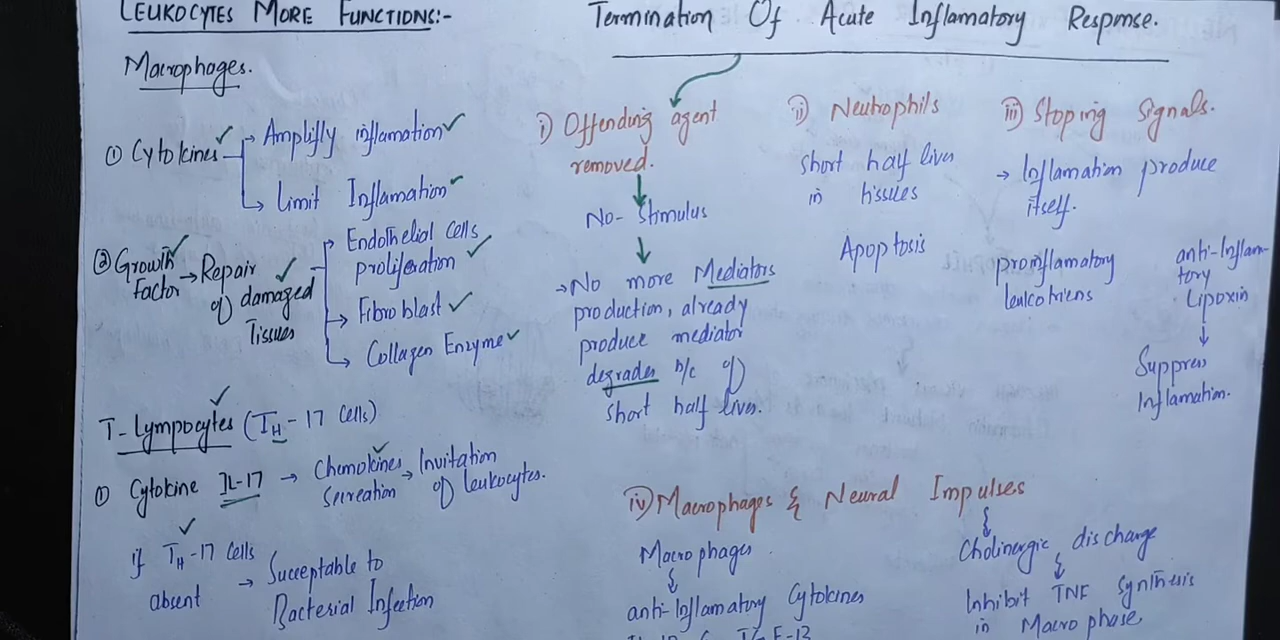 LEUKOCYTES MORE FUNCTIONS:-
Macrophages.
① Cytokines
Amplifly inflamation
Limit Inflamation
② Growth
factor
→ Repair
of damaged
Tissues
Endothelial cells
proliferation
Fibroblast
Collagen Enzyme
T-Lympocytes (TH-17 cells)
① Cytokine IL-17 → Chemokines → Invitation
secreation of leukocytes.
if TH-17 cells
absent
→ Succeptable to
Bacterial Infection
Termination Of Acute Inflamatory Response.
i) Offending agent
removed.
No-stimulus
→ No more Mediators
production, already
produce mediator
degrades b/c of
short half lives.
ii) Neutrophils
short half lives
in tissues
Apoptosis
iii) Stoping Signals.
→ Inflamation produce
itself.
proinflamatory
leukotriens
anti-Inflam-
tory
Lipoxin
Suppress
Inflamation.
iv) Macrophages & Neural Impulses
Macrophages
anti-Inflamatory Cytokines
Cholinergic discharge
Inhibit TNF synthesis
in Macrophase